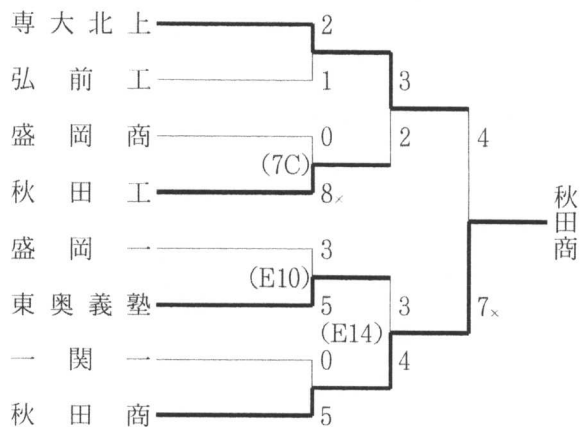 専大北上 2
弘前工 1
3
盛岡商 0
(7C)
2
秋田工 8×
4
盛岡一 3
(E10)
東奥義塾 5
3
(E14)
一関一 0
4
秋田商 5
7×
秋田商